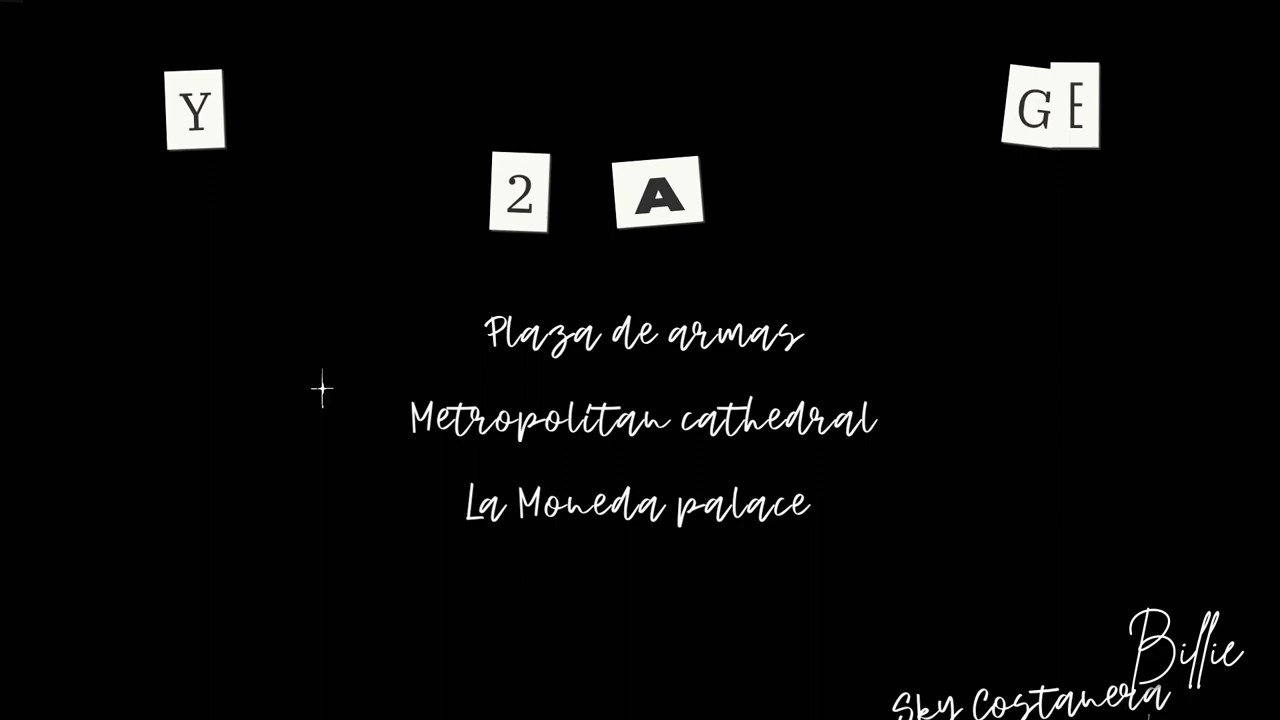 Y GE
2 A
Plaza de armas
Metropolitan cathedral
La Moneda palace
Billie
Sky Costanera